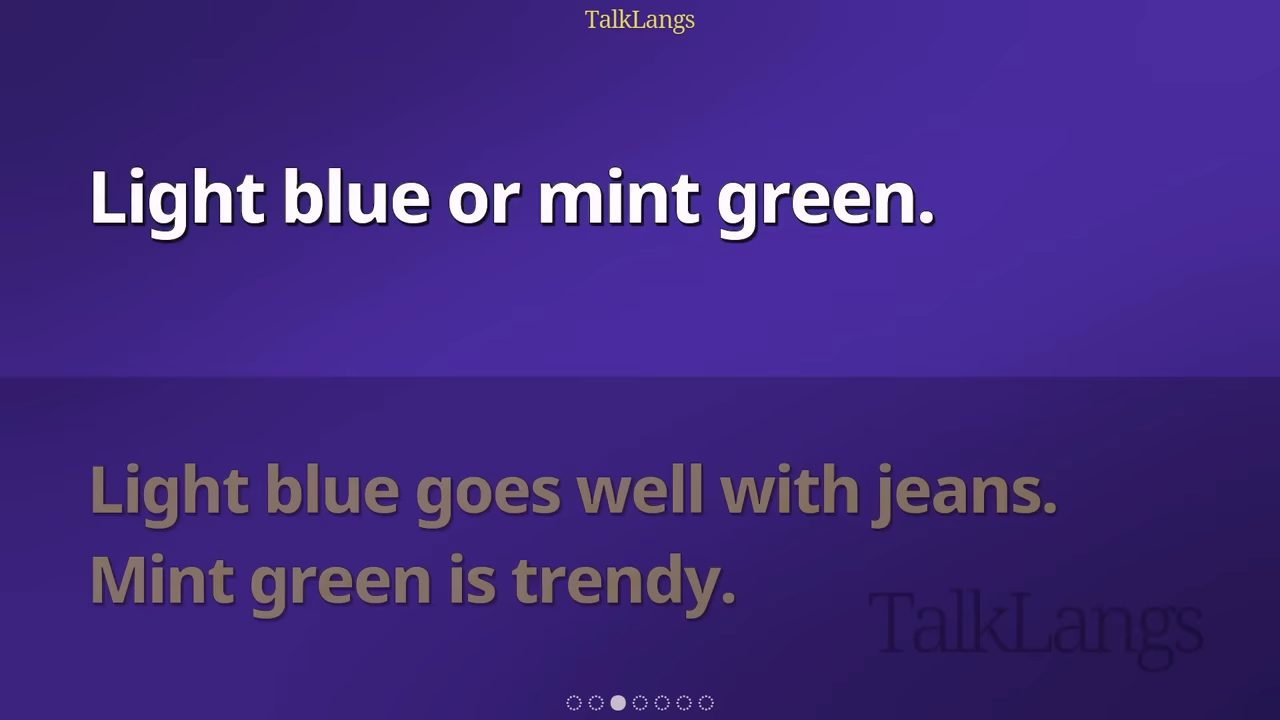 TalkLangs
Light blue or mint green.
Light blue goes well with jeans.
Mint green is trendy.
TalkLangs